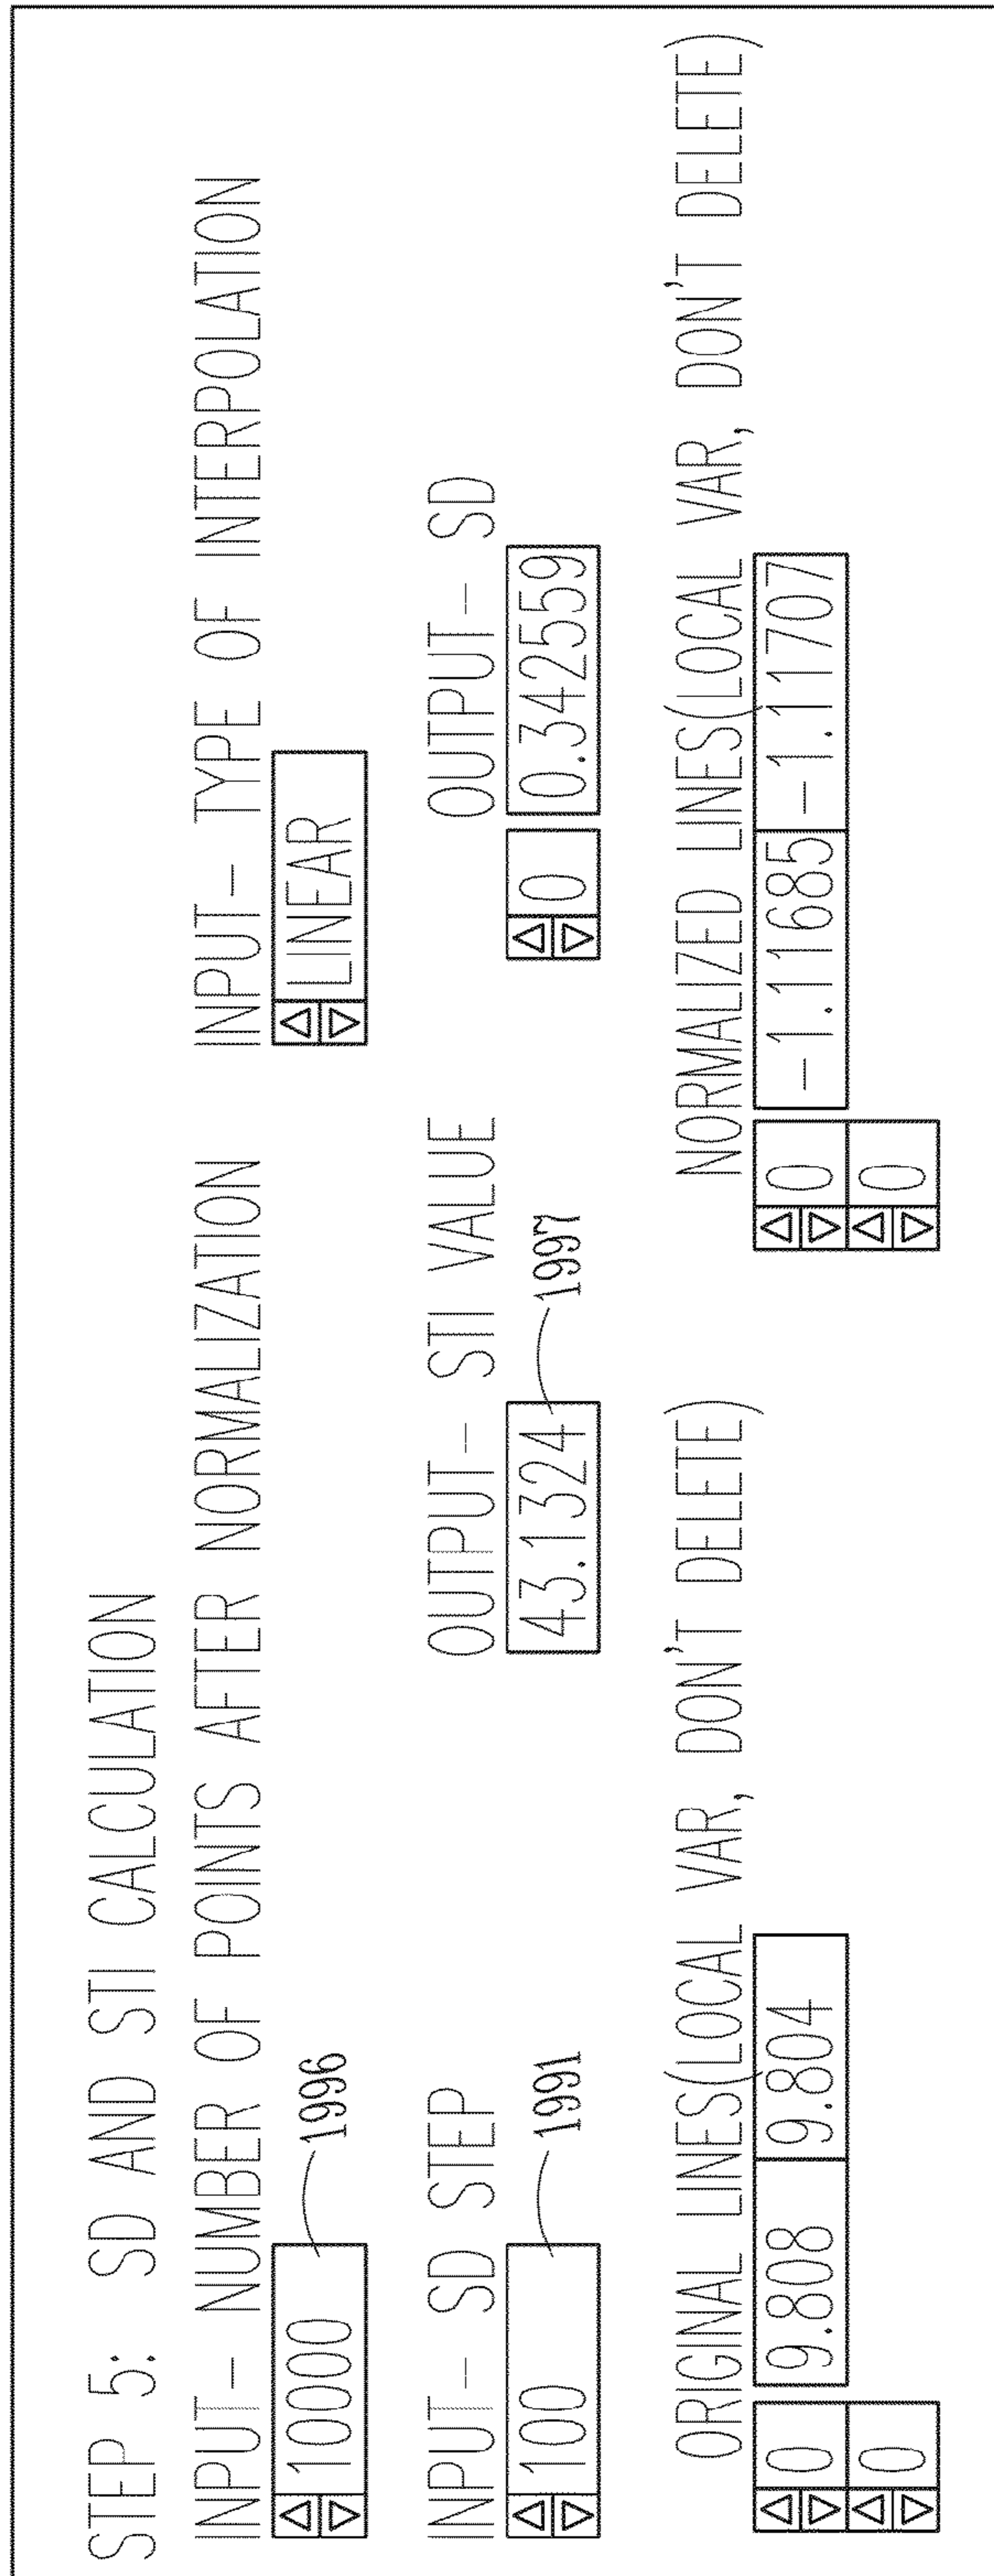 STEP 5: SD AND STI CALCULATION
INPUT- NUMBER OF POINTS AFTER NORMALIZATION
10000
1996
INPUT- TYPE OF INTERPOLATION
LINEAR
INPUT- SD STEP
100
1991
OUTPUT- STI VALUE
43.1324
1997
OUTPUT- SD
0 0.342559
ORIGINAL LINES(LOCAL VAR, DON'T DELETE)
0 9.808 9.804
0
NORMALIZED LINES(LOCAL VAR, DON'T DELETE)
0 -1.11685 -1.11707
0